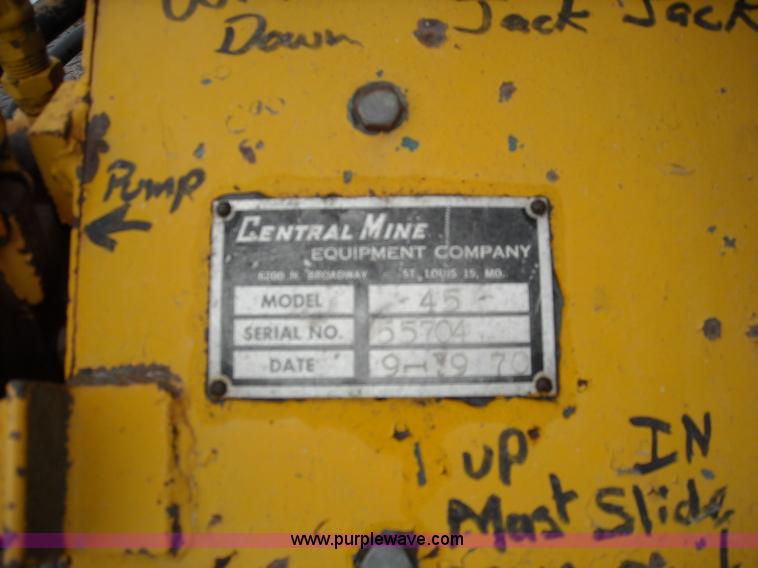 Down Jack Jack
Pump
CENTRAL MINE
EQUIPMENT COMPANY
6200 N. BROADWAY ST. LOUIS 15, MO.
MODEL -45-
SERIAL NO. 55704
DATE 9-19 70
UP IN
Mast Slide
www.purplewave.com